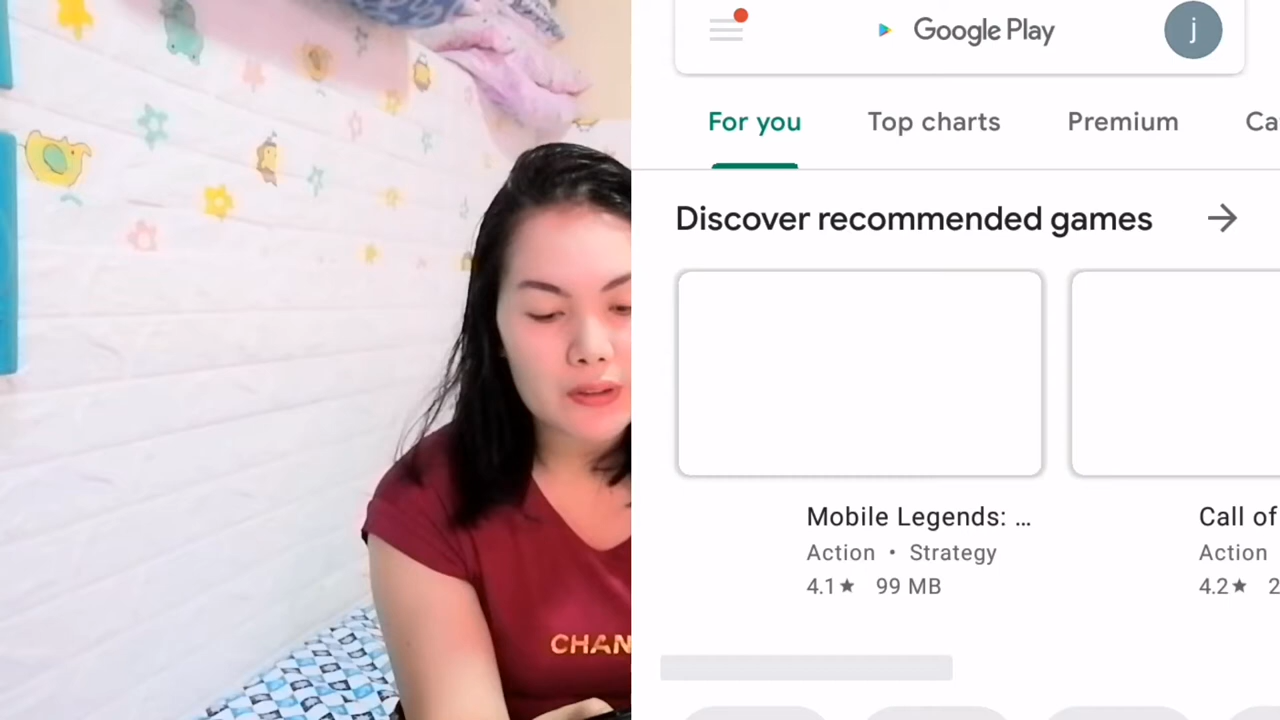 j
Google Play
For you Top charts Premium Ca
Discover recommended games
Mobile Legends: ...
Action • Strategy
4.1★ 99 MB
Call of
Action
4.2★ 2
CHAN